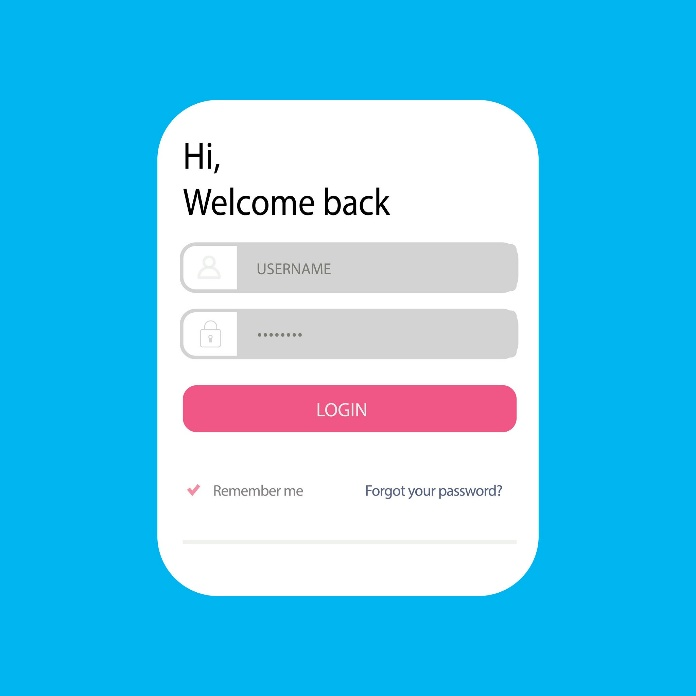 Hi,
Welcome back
USERNAME
••••••••
LOGIN
Remember me
Forgot your password?